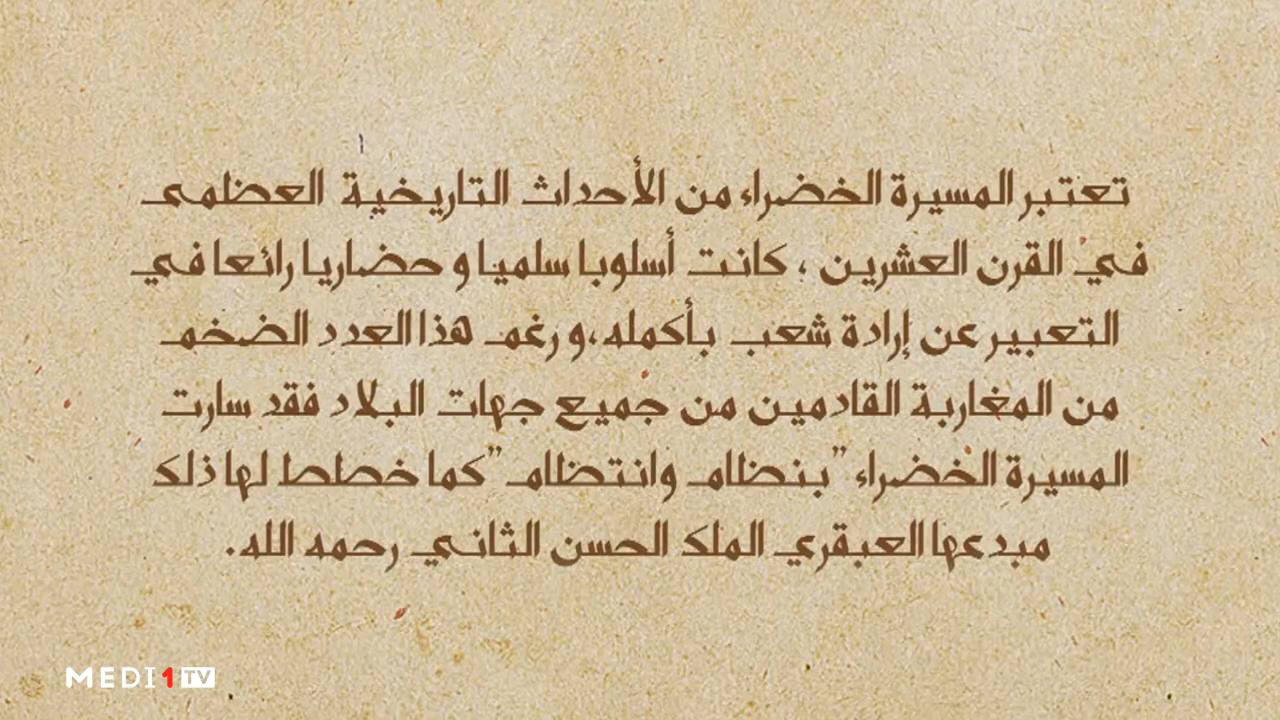 تعتبر المسيرة الخضراء من الأحداث التاريخية العظمى
في القرن العشرين ، كانت أسلوبا سلميا و حضاريا رائعا في
التعبير عن إرادة شعب بأكمله،و رغم هذا العدد الضخم
من المغاربة القادمين من جميع جهات البلاد فقد سارت
المسيرة الخضراء "بنظام وانتظام "كما خطط لها ذلك
مبدعها العبقري الملك الحسن الثاني رحمه الله.
MEDI1TV